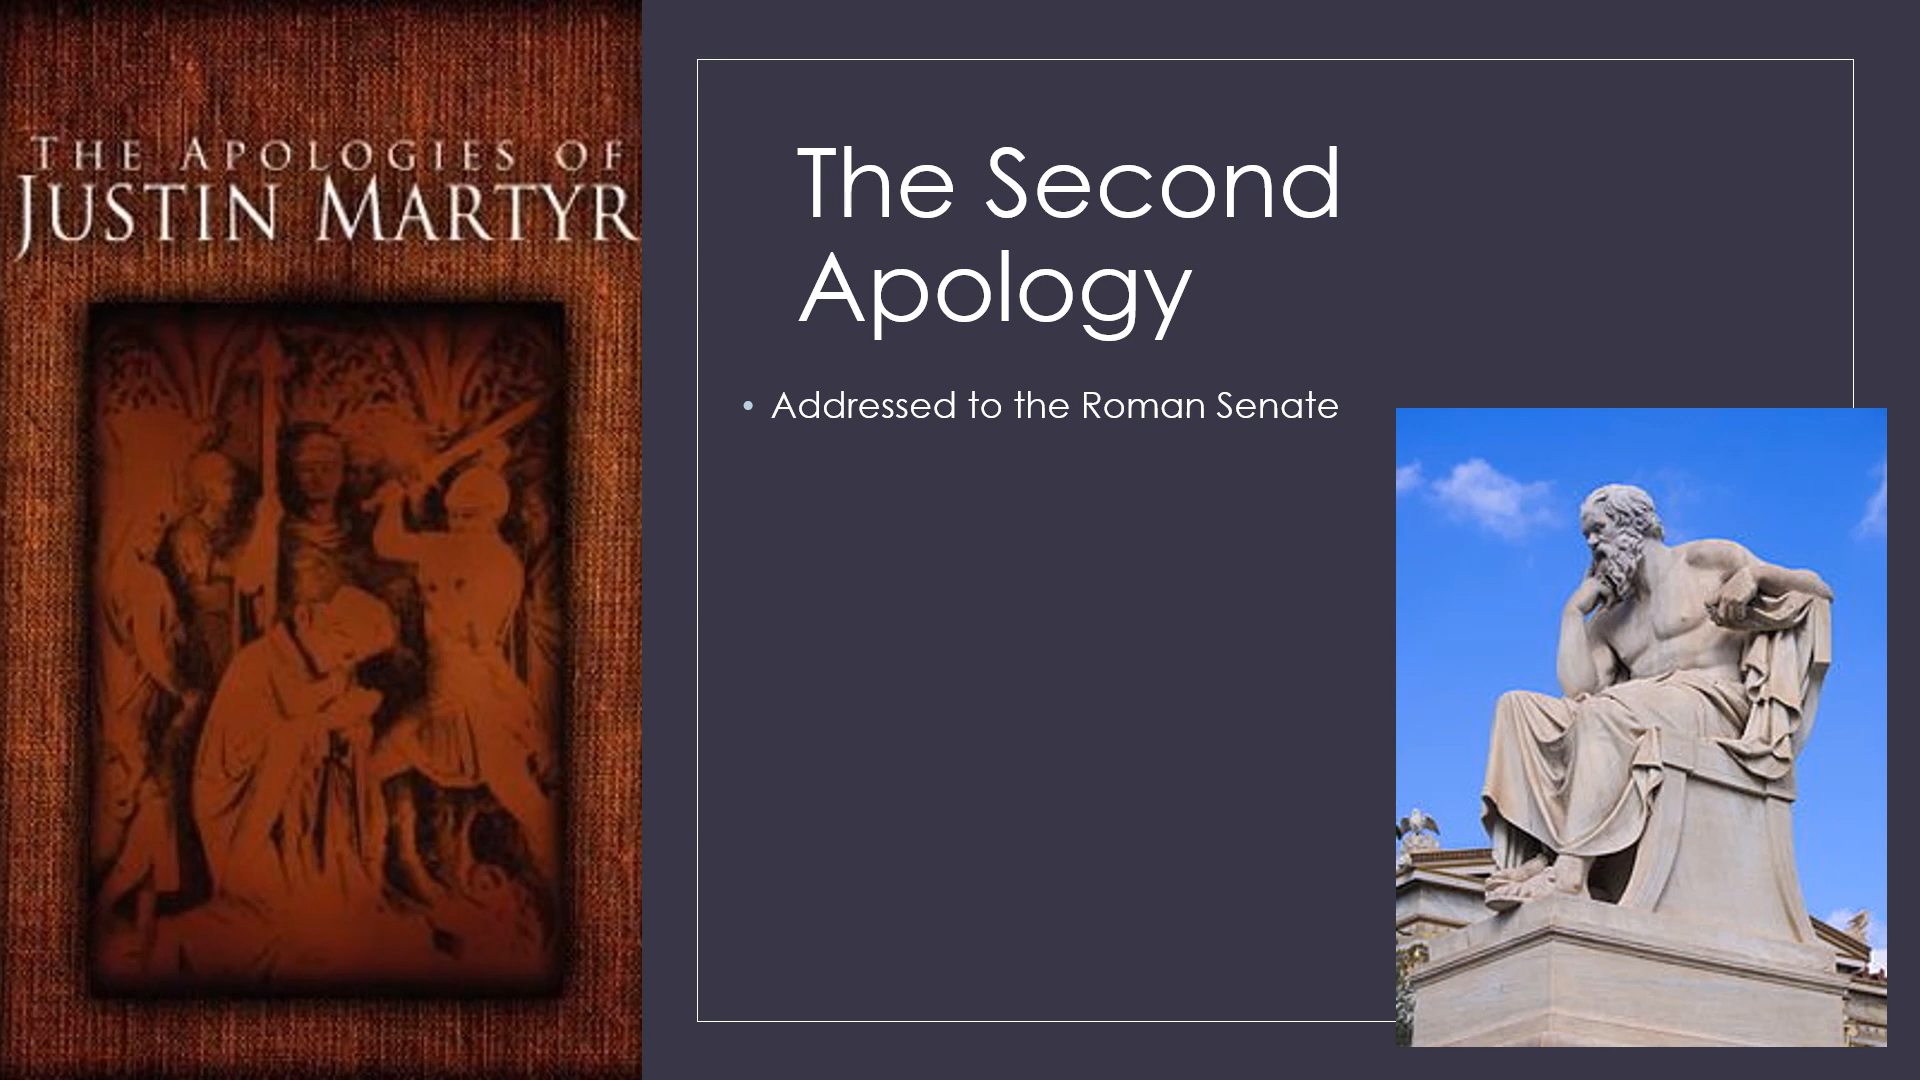 The Apologies of
Justin Martyr
The Second
Apology
• Addressed to the Roman Senate